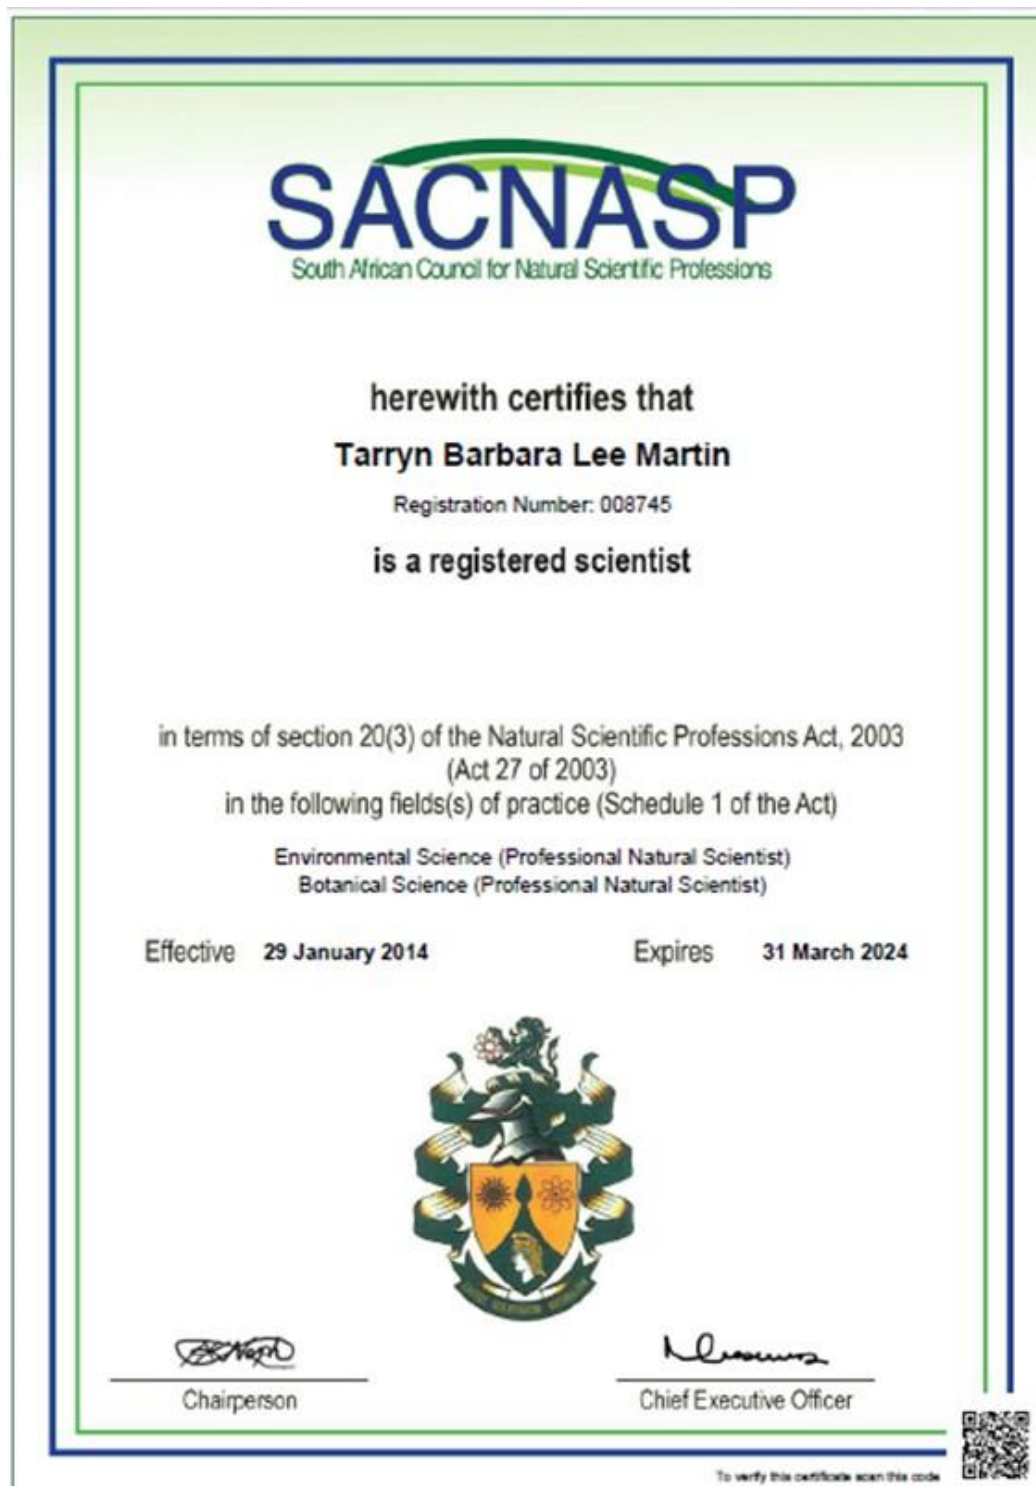 SACNASP
South African Council for Natural Scientific Professions
herewith certifies that
Tarryn Barbara Lee Martin
Registration Number: 008745
is a registered scientist
in terms of section 20(3) of the Natural Scientific Professions Act, 2003
(Act 27 of 2003)
in the following fields(s) of practice (Schedule 1 of the Act)
Environmental Science (Professional Natural Scientist)
Botanical Science (Professional Natural Scientist)
Effective 29 January 2014 Expires 31 March 2024
Chairperson Chief Executive Officer
To verify this certificate scan this code